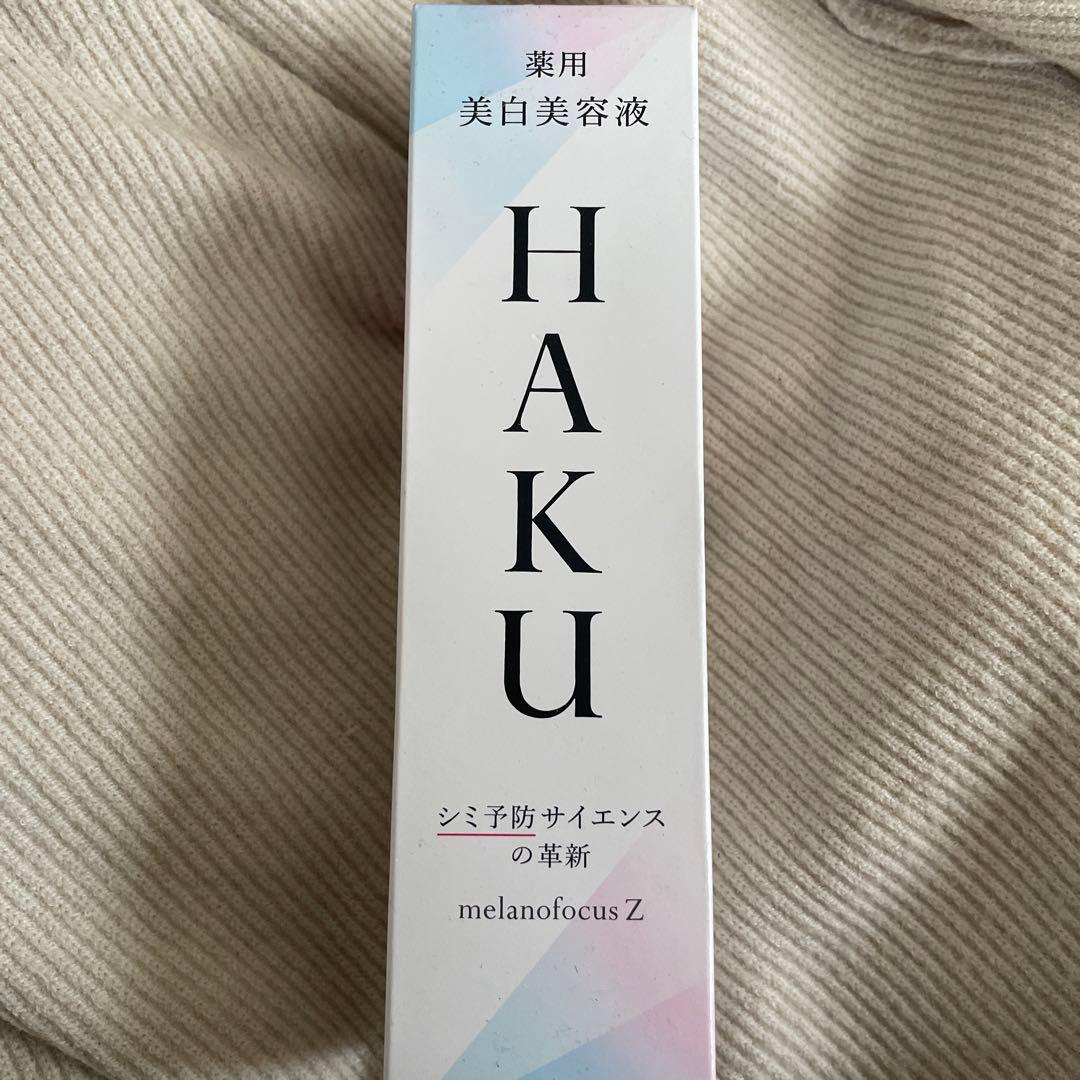 薬用
美白美容液
HAKU
シミ予防サイエンス
の革新
melanofocus Z